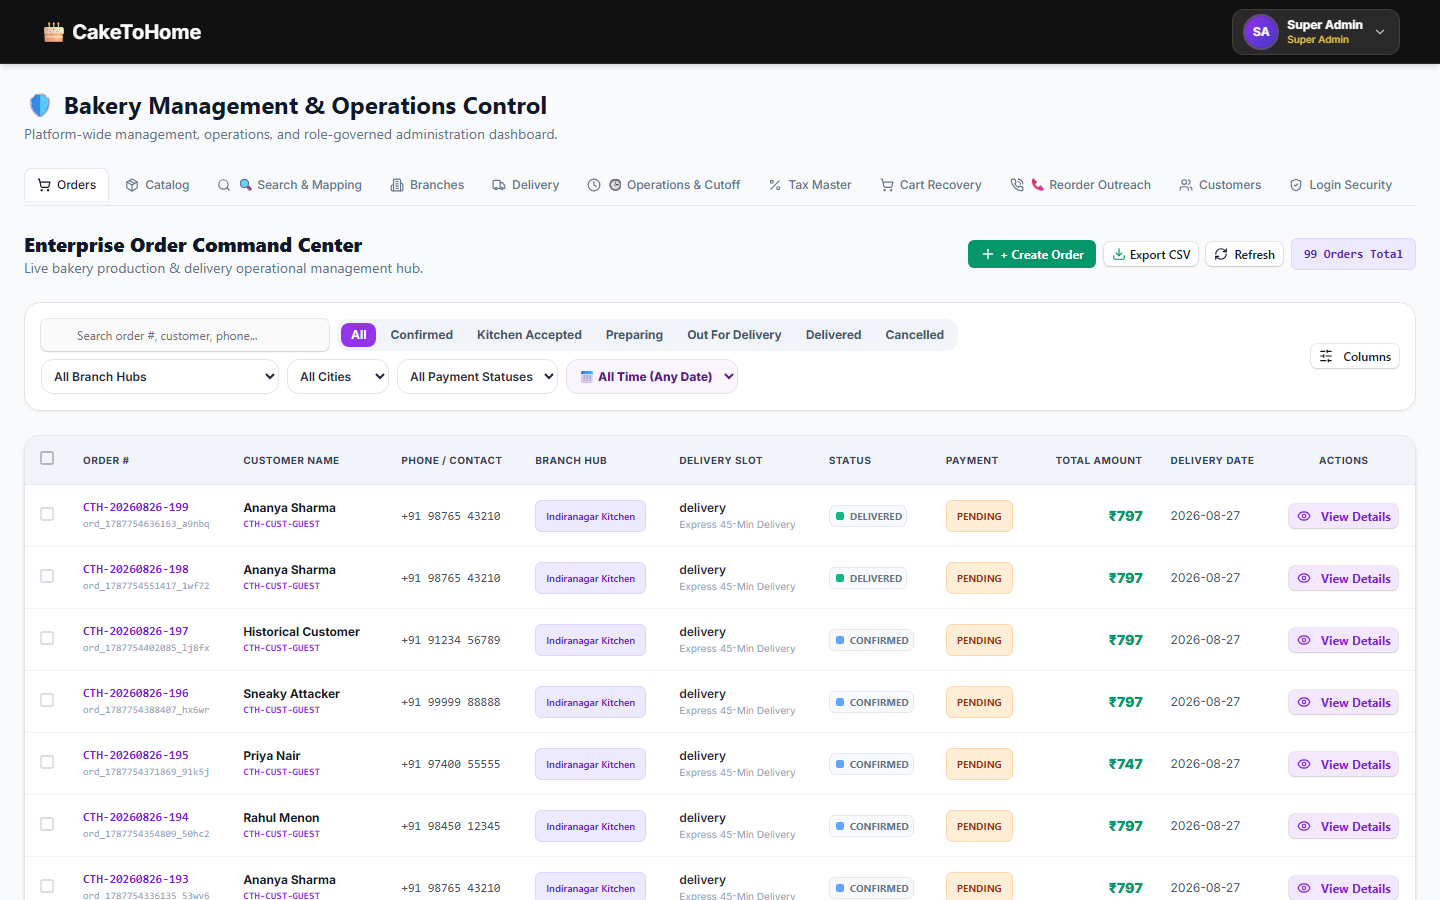 CakeToHome
SA
Super Admin
Super Admin
Bakery Management & Operations Control
Platform-wide management, operations, and role-governed administration dashboard.
Orders
Catalog
Search & Mapping
Branches
Delivery
Operations & Cutoff
Tax Master
Cart Recovery
Reorder Outreach
Customers
Login Security
Enterprise Order Command Center
Live bakery production & delivery operational management hub.
+ Create Order
Export CSV
Refresh
99 Orders Total
Search order #, customer, phone...
All
Confirmed
Kitchen Accepted
Preparing
Out For Delivery
Delivered
Cancelled
All Branch Hubs
All Cities
All Payment Statuses
All Time (Any Date)
Columns
ORDER # CUSTOMER NAME PHONE / CONTACT BRANCH HUB DELIVERY SLOT STATUS PAYMENT TOTAL AMOUNT DELIVERY DATE ACTIONS
CTH-20260826-199 Ananya Sharma +91 98765 43210 Indiranagar Kitchen delivery DELIVERED PENDING ₹797 2026-08-27 View Details
ord_1787754636163_a9nbq CTH-CUST-GUEST Express 45-Min Delivery
CTH-20260826-198 Ananya Sharma +91 98765 43210 Indiranagar Kitchen delivery DELIVERED PENDING ₹797 2026-08-27 View Details
ord_1787754551417_1wf72 CTH-CUST-GUEST Express 45-Min Delivery
CTH-20260826-197 Historical Customer +91 91234 56789 Indiranagar Kitchen delivery CONFIRMED PENDING ₹797 2026-08-27 View Details
ord_1787754402085_lj8fx CTH-CUST-GUEST Express 45-Min Delivery
CTH-20260826-196 Sneaky Attacker +91 99999 88888 Indiranagar Kitchen delivery CONFIRMED PENDING ₹797 2026-08-27 View Details
ord_1787754388407_hx6wr CTH-CUST-GUEST Express 45-Min Delivery
CTH-20260826-195 Priya Nair +91 97400 55555 Indiranagar Kitchen delivery CONFIRMED PENDING ₹747 2026-08-27 View Details
ord_1787754371869_91k5j CTH-CUST-GUEST Express 45-Min Delivery
CTH-20260826-194 Rahul Menon +91 98450 12345 Indiranagar Kitchen delivery CONFIRMED PENDING ₹797 2026-08-27 View Details
ord_1787754354809_50hc2 CTH-CUST-GUEST Express 45-Min Delivery
CTH-20260826-193 Ananya Sharma +91 98765 43210 Indiranagar Kitchen delivery CONFIRMED PENDING ₹797 2026-08-27 View Details
ord_1787754336135_53wv6 CTH-CUST-GUEST Express 45-Min Delivery